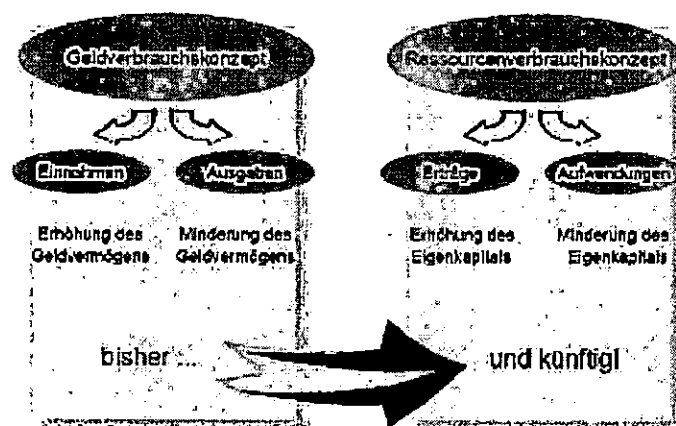 Geldverbrauchskonzept
Einnahmen
Ausgaben
Erhöhung des
Geldvermögens
Minderung des
Geldvermögens
bisher ...
Ressourcenverbrauchskonzept
Erträge
Aufwendungen
Erhöhung des
Eigenkapitals
Minderung des
Eigenkapitals
und künftig!